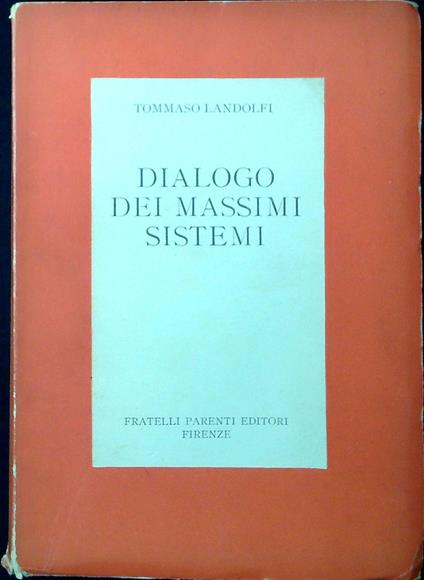 TOMMASO LANDOLFI
DIALOGO
DEI MASSIMI
SISTEMI
FRATELLI PARENTI EDITORI
FIRENZE